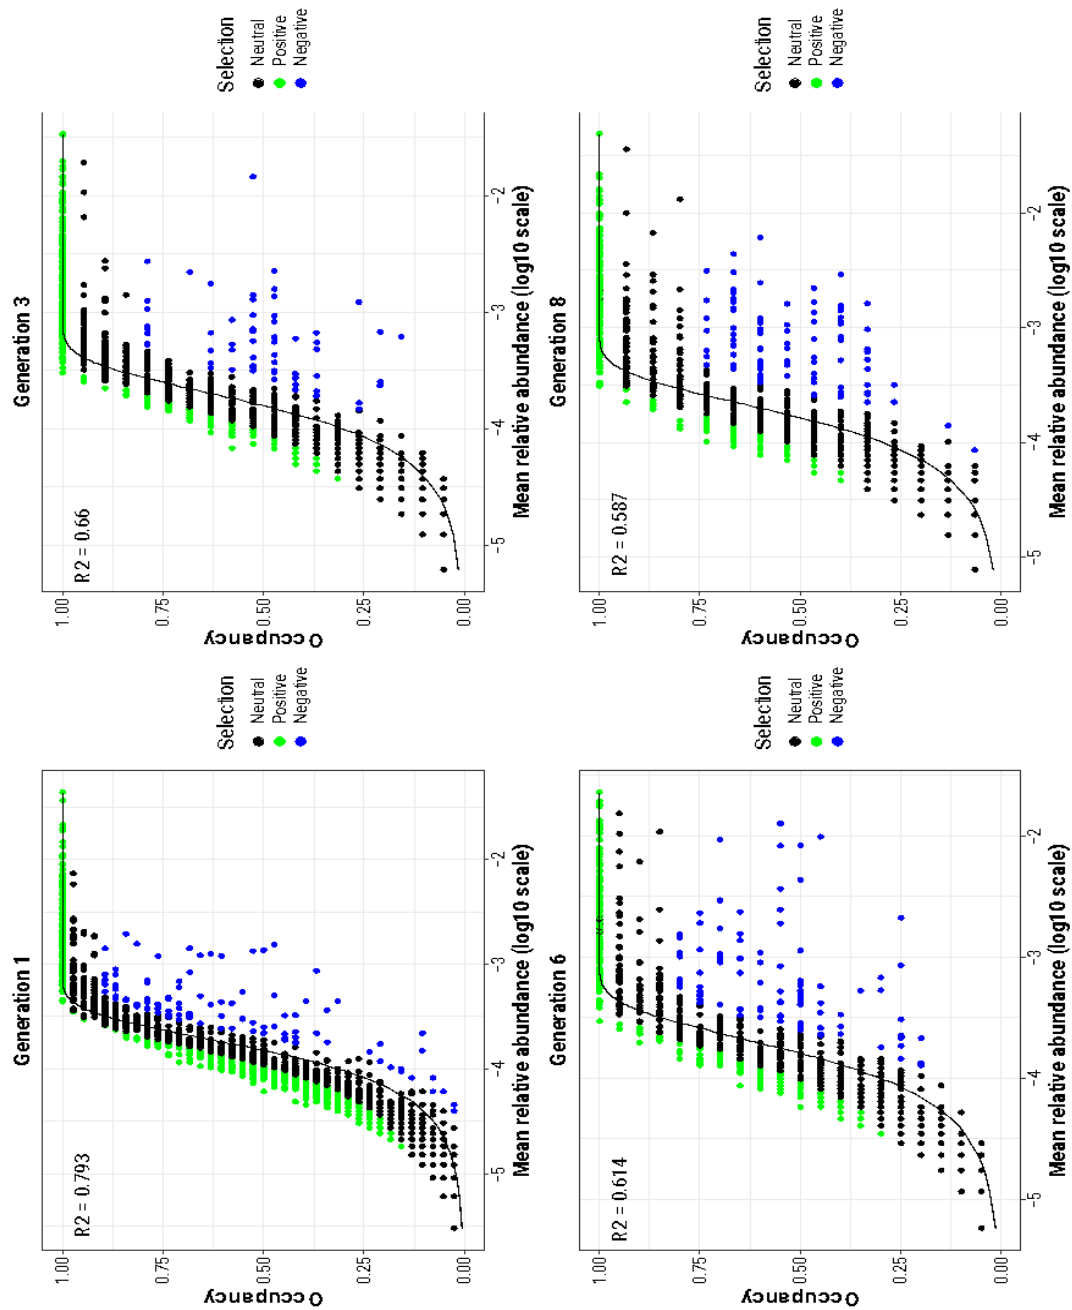 Generation 1
R2 = 0.793
1.00
0.75
0.50
0.25
0.00
Occupancy
-5
-4
-3
-2
Mean relative abundance (log10 scale)
Selection
Neutral
Positive
Negative
Generation 3
R2 = 0.66
1.00
0.75
0.50
0.25
0.00
Occupancy
-5
-4
-3
-2
Mean relative abundance (log10 scale)
Selection
Neutral
Positive
Negative
Generation 6
R2 = 0.614
1.00
0.75
0.50
0.25
0.00
Occupancy
-5
-4
-3
-2
Mean relative abundance (log10 scale)
Selection
Neutral
Positive
Negative
Generation 8
R2 = 0.587
1.00
0.75
0.50
0.25
0.00
Occupancy
-5
-4
-3
-2
Mean relative abundance (log10 scale)
Selection
Neutral
Positive
Negative